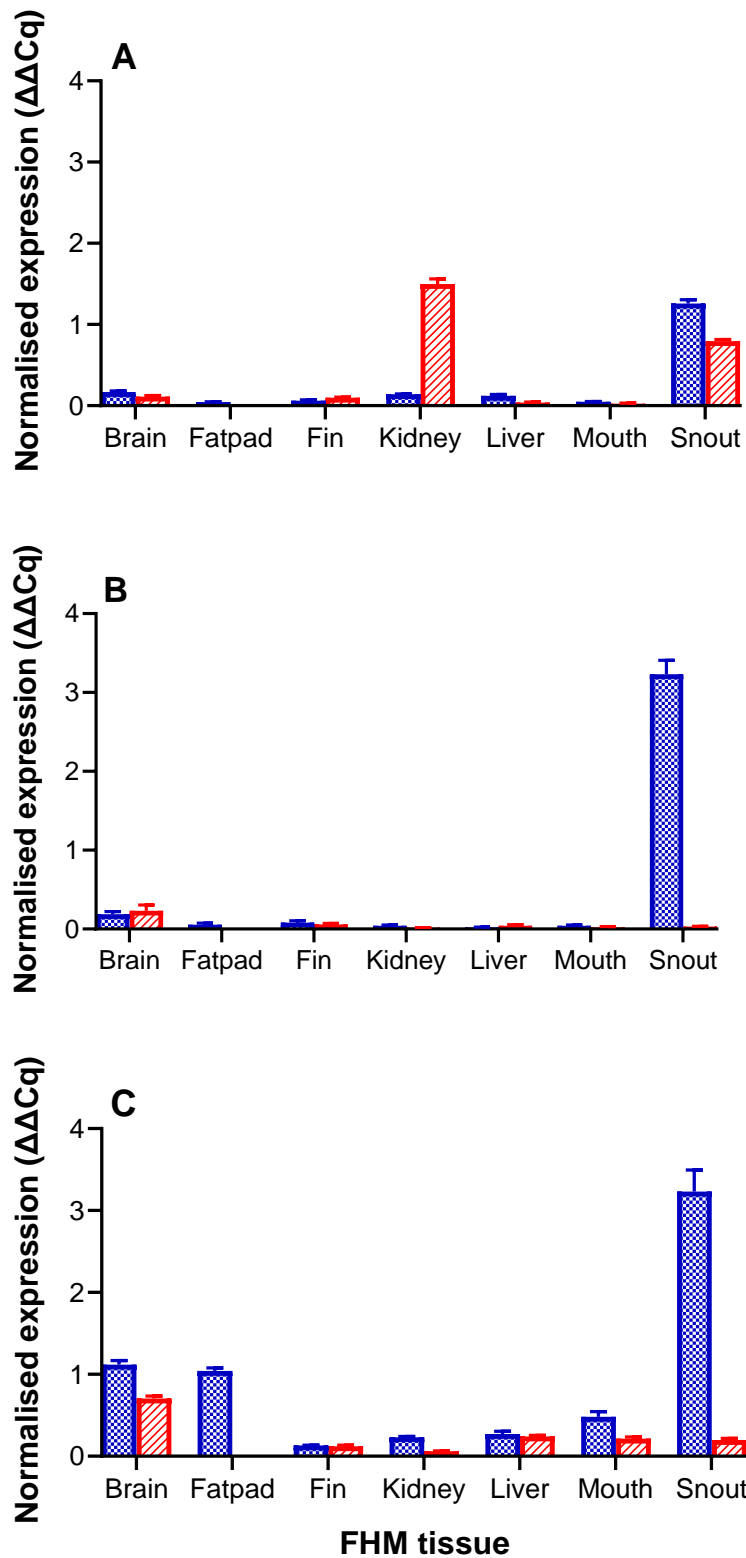 A
Normalised expression (ΔΔCq)
4
3
2
1
0
Brain Fatpad Fin Kidney Liver Mouth Snout
B
Normalised expression (ΔΔCq)
4
3
2
1
0
Brain Fatpad Fin Kidney Liver Mouth Snout
C
Normalised expression (ΔΔCq)
4
3
2
1
0
Brain Fatpad Fin Kidney Liver Mouth Snout
FHM tissue